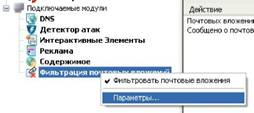 Подключаемые модули
Действие
DNS
Почтовых вложени
Детектор атак
Сообщено о почтов
Интерактивные Элементы
Реклама
Содержимое
Фильтрация почтовых вложений
Фильтровать почтовые вложения
Параметры...